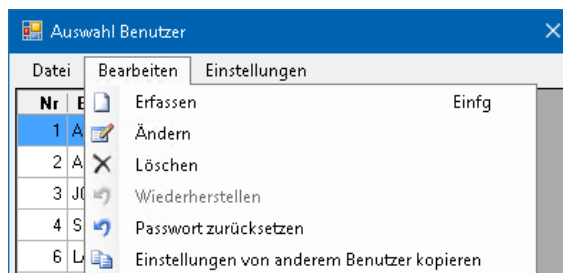 Auswahl Benutzer
Datei Bearbeiten Einstellungen
Nr
Erfassen Einfg
1 A Ändern
2 A Löschen
3 Wiederherstellen
4 S Passwort zurücksetzen
6 Einstellungen von anderem Benutzer kopieren